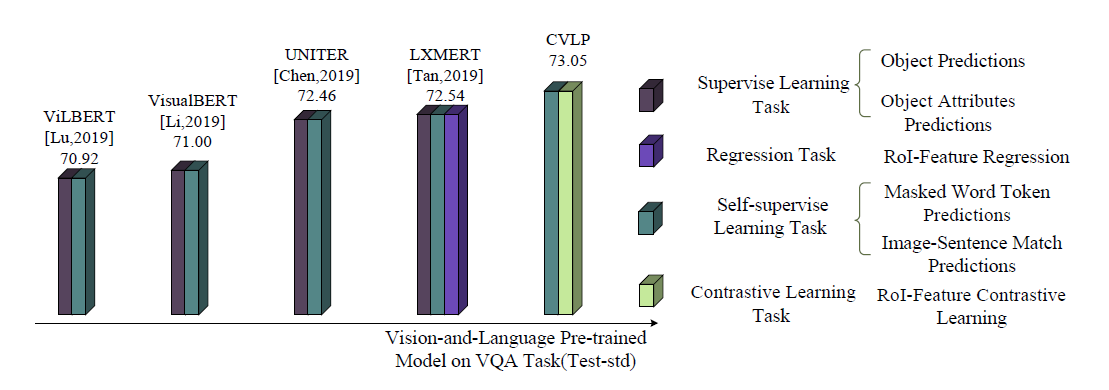 ViLBERT
[Lu,2019]
70.92
VisualBERT
[Li,2019]
71.00
UNITER
[Chen,2019]
72.46
LXMERT
[Tan,2019]
72.54
CVLP
73.05
Vision-and-Language Pre-trained
Model on VQA Task(Test-std)
Supervise Learning
Task
Object Predictions
Object Attributes
Predictions
Regression Task
RoI-Feature Regression
Self-supervise
Learning Task
Masked Word Token
Predictions
Image-Sentence Match
Predictions
Contrastive Learning
Task
RoI-Feature Contrastive
Learning